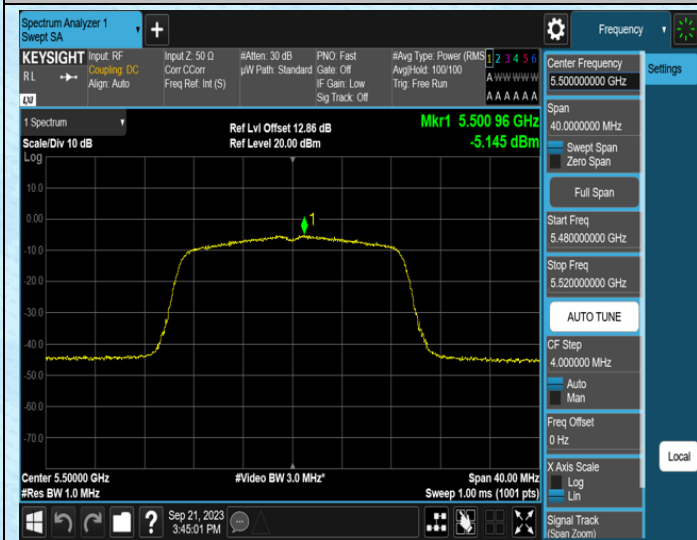 Spectrum Analyzer 1
Swept SA
+
Frequency
KEYSIGHT
R L
LXI
Input: RF
Coupling: DC
Align: Auto
Input Z: 50 Ω
Corr CCorr
Freq Ref: Int (S)
#Atten: 30 dB
µW Path: Standard
PNO: Fast
Gate: Off
IF Gain: Low
Sig Track: Off
#Avg Type: Power (RMS
Avg|Hold: 100/100
Trig: Free Run
1 2 3 4 5 6
A W W W W W
A A A A A A
1 Spectrum
Scale/Div 10 dB
Log
Ref Lvl Offset 12.86 dB
Ref Level 20.00 dBm
Mkr1 5.500 96 GHz
-5.145 dBm
10.0
0.00
-10.0
-20.0
-30.0
-40.0
-50.0
-60.0
-70.0
1
Center 5.50000 GHz
#Res BW 1.0 MHz
#Video BW 3.0 MHz*
Span 40.00 MHz
Sweep 1.00 ms (1001 pts)
?
Sep 21, 2023
3:45:01 PM
Center Frequency
5.500000000 GHz
Span
40.0000000 MHz
Swept Span
Zero Span
Full Span
Start Freq
5.480000000 GHz
Stop Freq
5.520000000 GHz
AUTO TUNE
CF Step
4.000000 MHz
Auto
Man
Freq Offset
0 Hz
X Axis Scale
Log
Lin
Signal Track
(Span Zoom)
Settings
Local